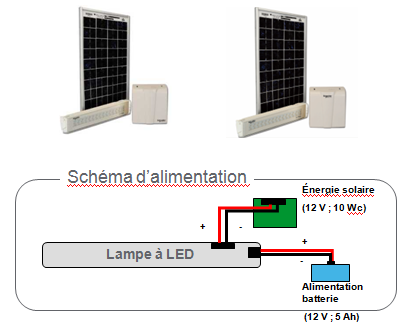 Schéma d'alimentation
Énergie solaire
(12 V ; 10 Wc)
+
-
Lampe à LED
+
-
Alimentation
batterie
(12 V ; 5 Ah)